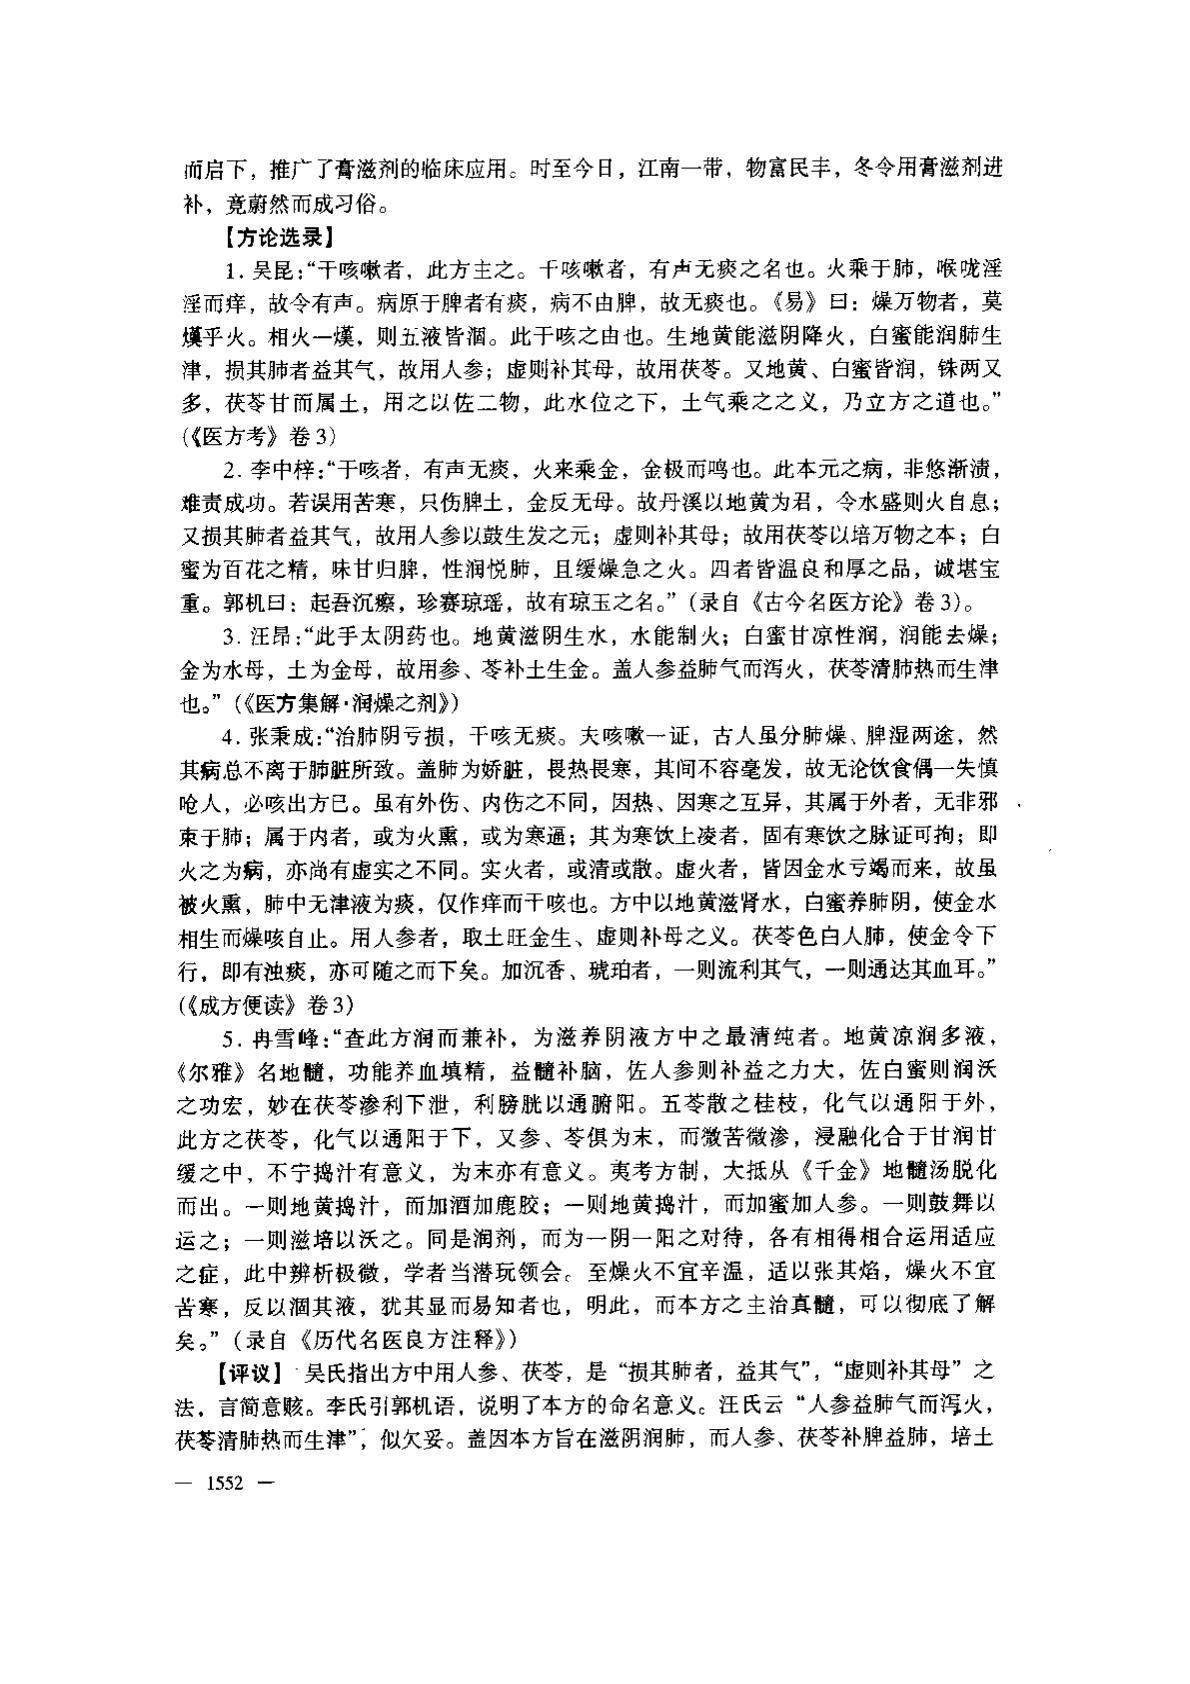 而启下，推广了膏滋剂的临床应用。时至今日，江南一带，物富民丰，冬令用膏滋剂进
补，竟蔚然而成习俗。
【方论选录】
1. 吴昆：“干咳嗽者，此方主之。干咳嗽者，有声无痰之名也。火乘于肺，喉咙淫
淫而痒，故令有声。病原于脾者有痰，病不由脾，故无痰也。《易》曰：燥万物者，莫
熯乎火。相火一熯，则五液皆涸。此干咳之由也。生地黄能滋阴降火，白蜜能润肺生
津，损其肺者益其气，故用人参；虚则补其母，故用茯苓。又地黄、白蜜皆润，铢两又
多，茯苓甘而属土，用之以佐二物，此水位之下，土气乘之之义，乃立方之道也。”
(《医方考》卷3)
2. 李中梓：“干咳者，有声无痰，火来乘金，金极而鸣也。此本元之病，非悠渐渍，
难责成功。若误用苦寒，只伤脾土，金反无母。故丹溪以地黄为君，令水盛则火自息；
又损其肺者益其气，故用人参以鼓生发之元；虚则补其母；故用茯苓以培万物之本；白
蜜为百花之精，味甘归脾，性润悦肺，且缓燥急之火。四者皆温良和厚之品，诚堪宝
重。郭机曰：起吾沉瘵，珍赛琼瑶，故有琼玉之名。”(录自《古今名医方论》卷3)。
3. 汪昂：“此手太阴药也。地黄滋阴生水，水能制火；白蜜甘凉性润，润能去燥；
金为水母，土为金母，故用参、苓补土生金。盖人参益肺气而泻火，茯苓清肺热而生津
也。”(《医方集解·润燥之剂》)
4. 张秉成：“治肺阴亏损，干咳无痰。夫咳嗽一证，古人虽分肺燥、脾湿两途，然
其病总不离于肺脏所致。盖肺为娇脏，畏热畏寒，其间不容毫发，故无论饮食偶一失慎
呛人，必咳出方已。虽有外伤、内伤之不同，因热、因寒之互异，其属于外者，无非邪
束于肺；属于内者，或为火熏，或为寒逼；其为寒饮上凌者，固有寒饮之脉证可拘；即
火之为病，亦尚有虚实之不同。实火者，或清或散。虚火者，皆因金水亏竭而来，故虽
被火熏，肺中无津液为痰，仅作痒而干咳也。方中以地黄滋肾水，白蜜养肺阴，使金水
相生而燥咳自止。用人参者，取土旺金生、虚则补母之义。茯苓色白人肺，使金令下
行，即有浊痰，亦可随之而下矣。加沉香、琥珀者，一则流利其气，一则通达其血耳。”
(《成方便读》卷3)
5. 冉雪峰：“查此方润而兼补，为滋养阴液方中之最清纯者。地黄凉润多液，
《尔雅》名地髓，功能养血填精，益髓补脑，佐人参则补益之力大，佐白蜜则润沃
之功宏，妙在茯苓渗利下泄，利膀胱以通腑阳。五苓散之桂枝，化气以通阳于外，
此方之茯苓，化气以通阳于下，又参、苓俱为末，而微苦微渗，浸融化合于甘润甘
缓之中，不宁捣汁有意义，为末亦有意义。夷考方制，大抵从《千金》地髓汤脱化
而出。一则地黄捣汁，而加酒加鹿胶；一则地黄捣汁，而加蜜加人参。一则鼓舞以
运之；一则滋培以沃之。同是润剂，而为一阴一阳之对待，各有相得相合运用适应
之症，此中辨析极微，学者当潜玩领会。至燥火不宜辛温，适以张其焰，燥火不宜
苦寒，反以涸其液，犹其显而易知者也，明此，而本方之主治真髓，可以彻底了解
矣。”(录自《历代名医良方注释》)
【评议】 吴氏指出方中用人参、茯苓，是“损其肺者，益其气”，“虚则补其母”之
法，言简意赅。李氏引郭机语，说明了本方的命名意义。汪氏云“人参益肺气而泻火，
茯苓清肺热而生津”，似欠妥。盖因本方旨在滋阴润肺，而人参、茯苓补脾益肺，培土
— 1552 —